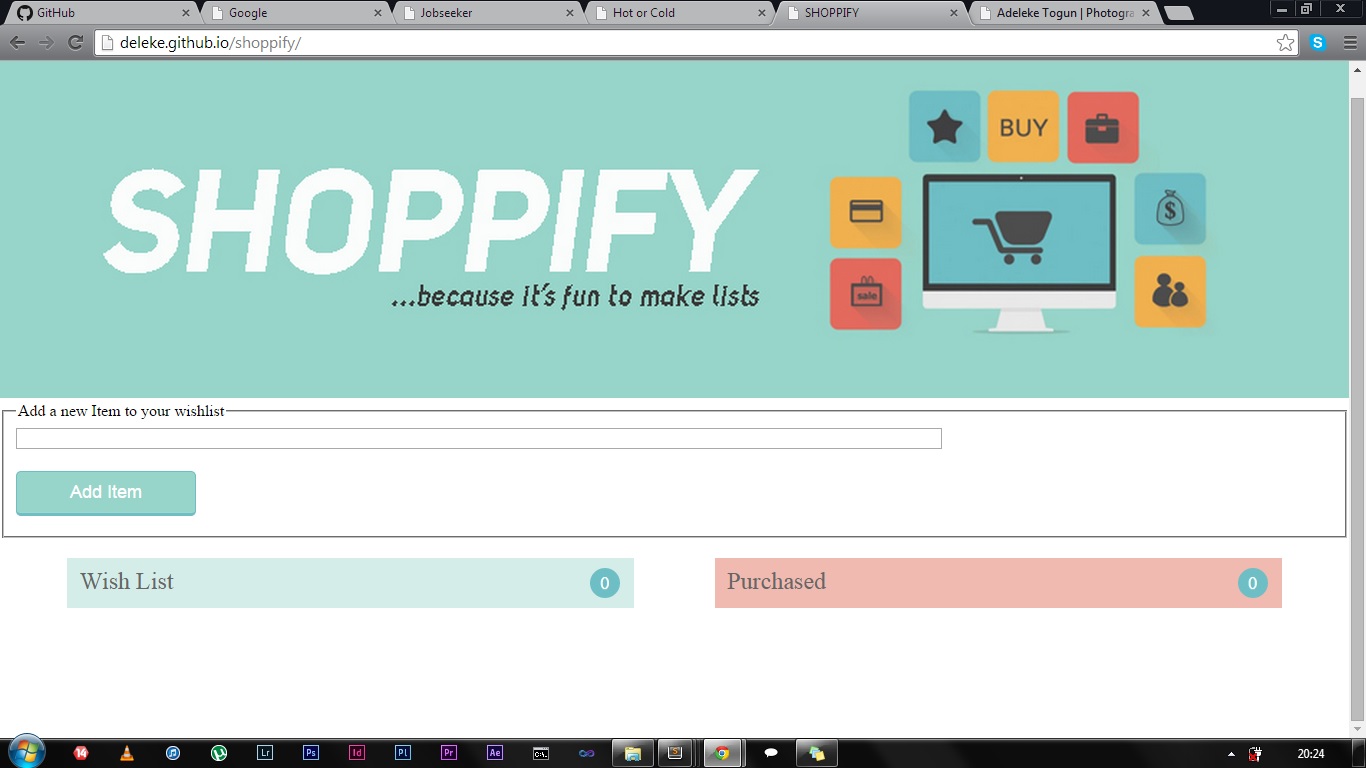 GitHub
Google
Jobseeker
Hot or Cold
SHOPPIFY
Adeleke Togun | Photogra
deleke.github.io/shoppify/
S
BUY
SHOPPIFY
...because it's fun to make lists
$
sale
Add a new Item to your wishlist
Add Item
Wish List
0
Purchased
0
14
Lr
Ps
Id
Pl
Pr
Ae
C:\.
20:24